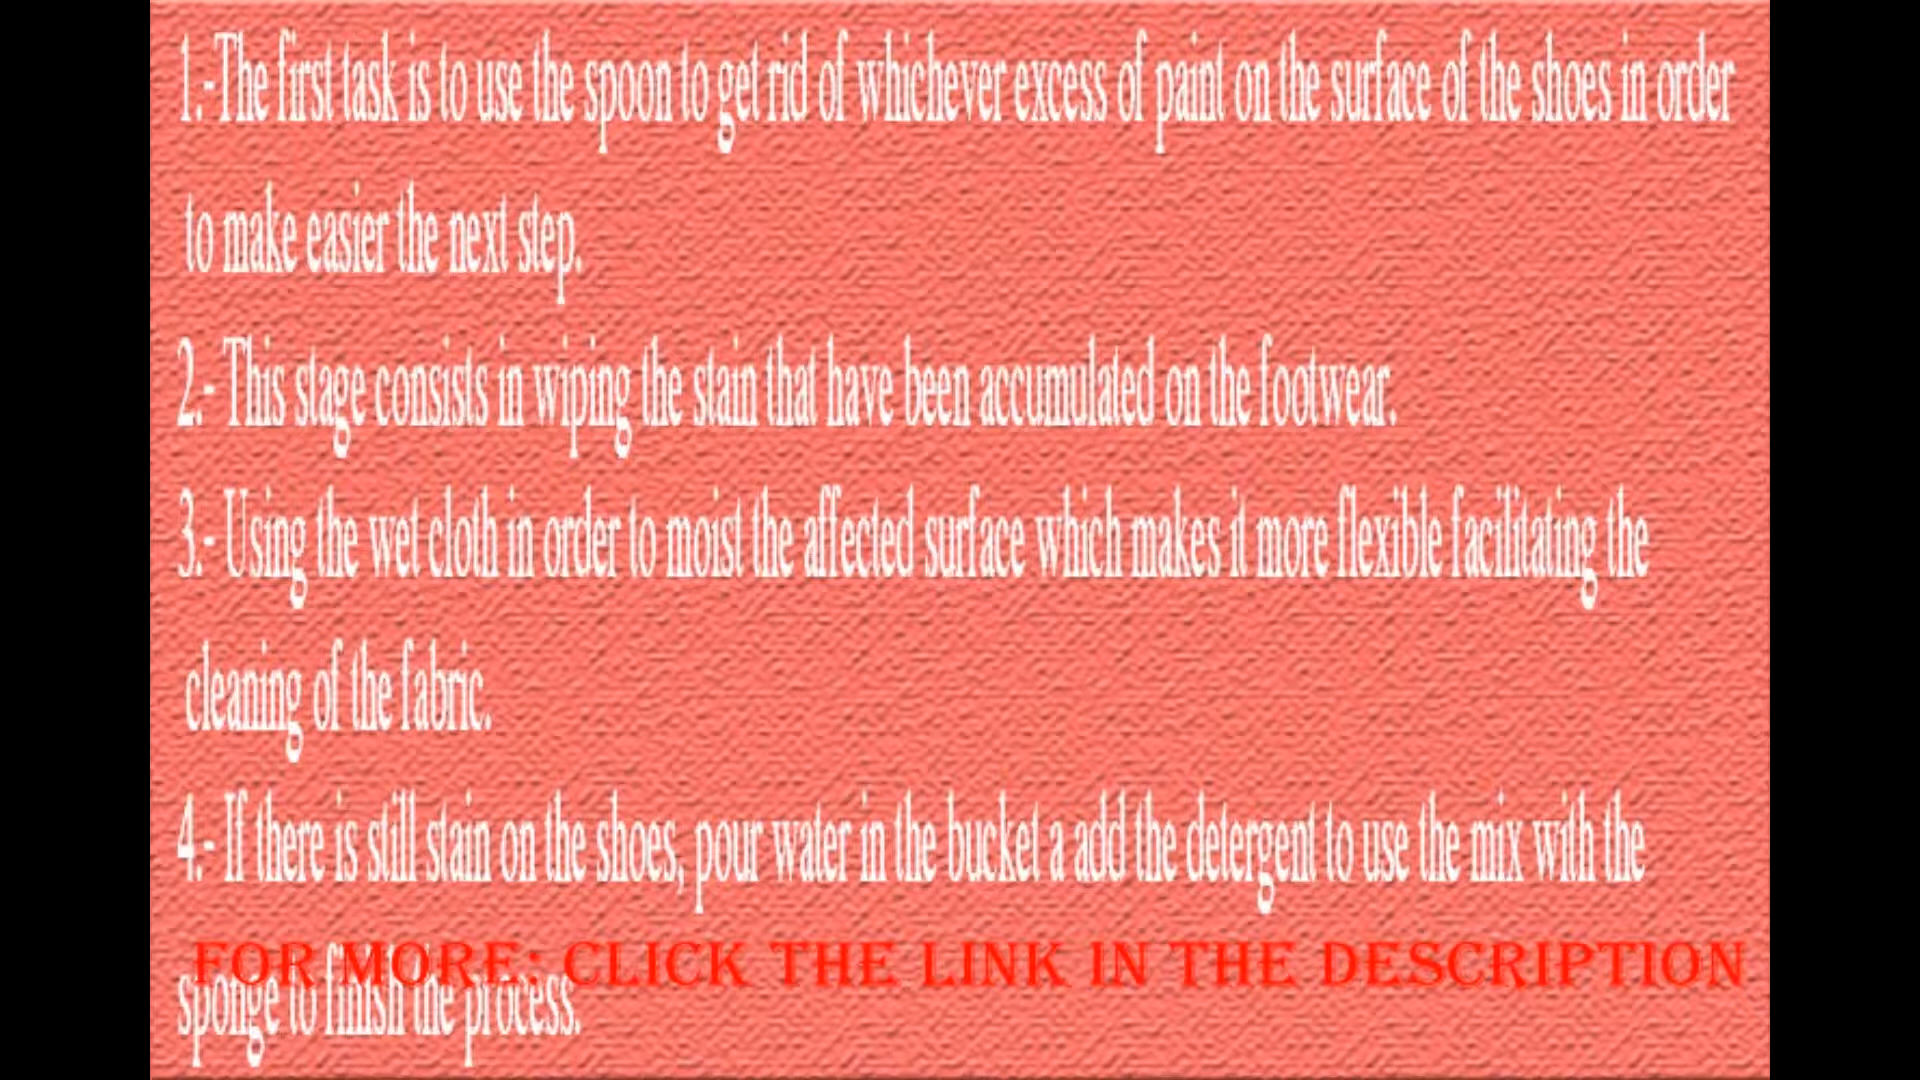 1.-The first task is to use the spoon to get rid of whichever excess of paint on the surface of the shoes in order
to make easier the next step.
2.- This stage consists in wiping the stain that have been accumulated on the footwear.
3.- Using the wet cloth in order to moist the affected surface which makes it more flexible facilitating the
cleaning of the fabric.
4.- If there is still stain on the shoes, pour water in the bucket a add the detergent to use the mix with the
FOR MORE: CLICK THE LINK IN THE DESCRIPTION
sponge to finish the process.